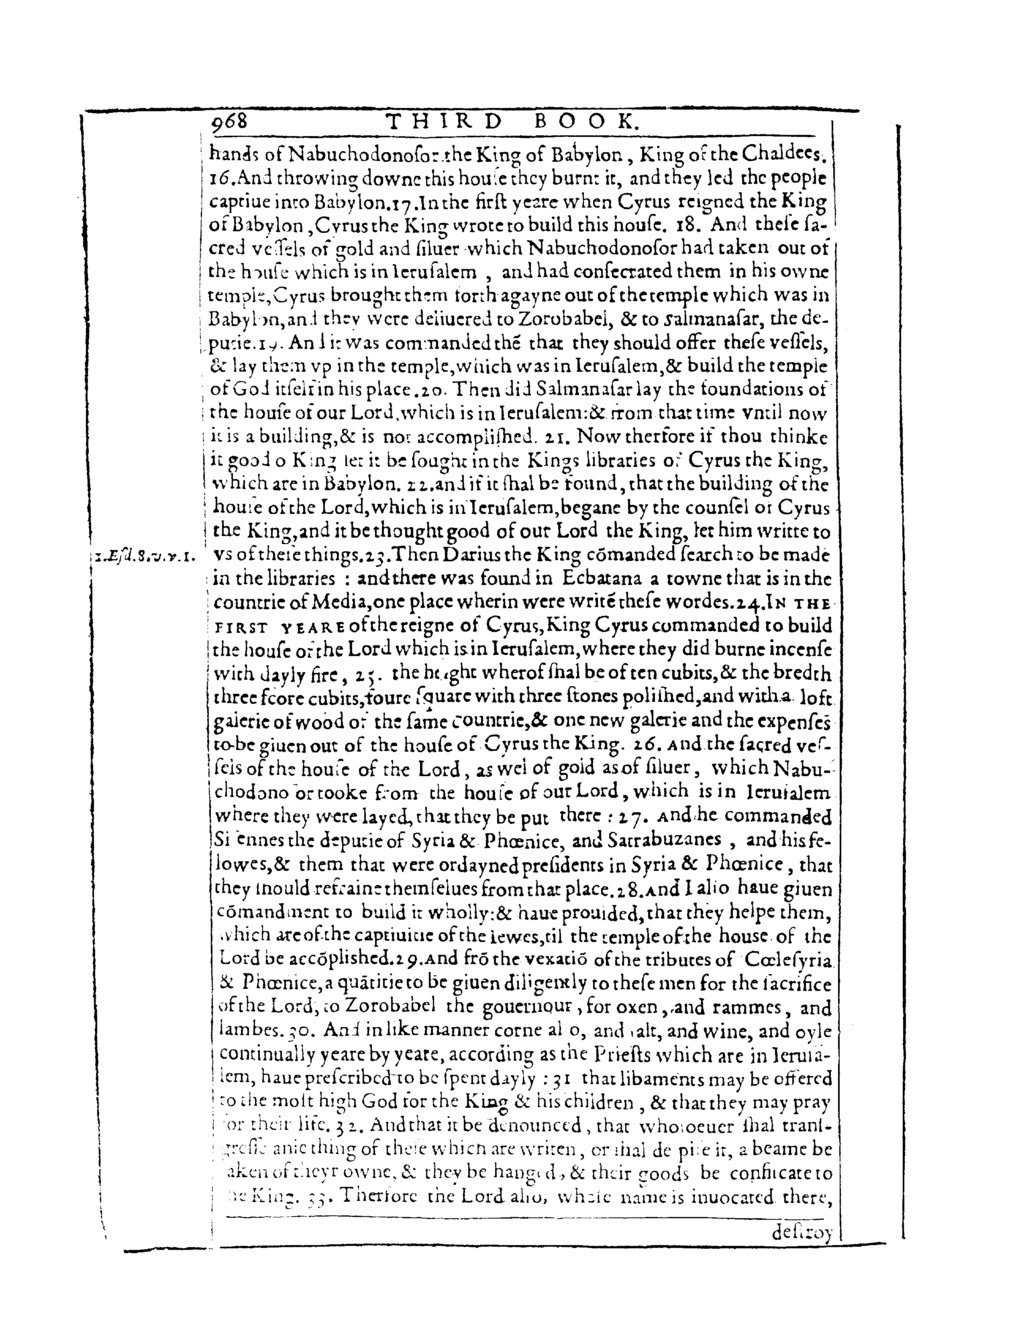 968 THIRD BOOK.
hands of Nabuchodonoſor the King of Babylon, King of the Chaldees.
16. And throwing downe this houſe they burnt it, and they led the people
captiue into Babylon. 17. In the firſt yeare when Cyrus reigned the King
of Babylon, Cyrus the King wrote to build this houſe. 18. And theſe ſa-
cred veſſels of gold and ſiluer which Nabuchodonoſor had taken out of
the houſe which is in Ieruſalem, and had conſecrated them in his owne
temple, Cyrus brought them forth agayne out of the temple which was in
Babylon, and they were deliuered to Zorobabel, & to Salmanaſar, the de-
putie. 19. And it was commanded thē that they should offer theſe veſſels,
& lay them vp in the temple, which was in Ieruſalem, & build the temple
of God itſelf in his place. 20. Then did Salmanaſar lay the foundations of
the houſe of our Lord, which is in Ieruſalem: & from that time vntil now
it is a building, & is not accompliſhed. 21. Now therfore if thou thinke
it good o King let it be ſought in the Kings libraries of Cyrus the King,
which are in Babylon. 22. and if it ſhal be found, that the building of the
houſe of the Lord, which is in Ieruſalem, begane by the counſel of Cyrus
the King, and it be thought good of our Lord the King, let him writte to
1. Eſd. 8. v. v. 1.
vs of theſe things. 23. Then Darius the King cōmanded ſearch to be made
in the libraries : and there was found in Ecbatana a towne that is in the
countrie of Media, one place wherin were writē theſe wordes. 24. IN THE
FIRST YEARE of the reigne of Cyrus, King Cyrus commanded to build
the houſe of the Lord which is in Ieruſalem, where they did burne incenſe
with dayly fire, 25. the height wherof ſhal be of ten cubits, & the bredth
three ſcore cubits, foure ſquare with three ſtones poliſhed, and with a loft
galerie of wood of the ſame countrie, & one new galerie and the expenſes
to be giuen out of the houſe of Cyrus the King. 26. And the ſacred veſ-
ſels of the houſe of the Lord, as wel of gold as of ſiluer, which Nabu-
chodonoſor tooke from the houſe of our Lord, which is in Ieruſalem
where they were layed, that they be put there : 27. And he commanded
Siſennes the deputie of Syria & Phœnice, and Satrabuzanes, and his fe-
lowes, & them that were ordayned preſidents in Syria & Phœnice, that
they ſhould refraine themſelues from that place. 28. And I alſo haue giuen
cōmandment to build it wholly: & haue prouided, that they helpe them,
which are of the captiuitie of the Iewes, til the temple of the house of the
Lord be accōplished. 29. And frō the vexatiō of the tributes of Cœleſyria
& Phœnice, a quātitie to be giuen diligently to theſe men for the ſacrifice
of the Lord, to Zorobabel the gouernour, for oxen, and rammes, and
lambes. 30. And in like manner corne alſo, and ſalt, and wine, and oyle
continually yeare by yeare, according as the Prieſts which are in Ieruſa-
lem, haue preſcribed to be ſpent dayly : 31 that libaments may be offered
to the moſt high God for the King & his children, & that they may pray
for their life. 32. And that it be denounced, that whoſoeuer ſhal tranſ-
greſſe anie thing of theſe which are writen, or ſhal deſpiſe it, a beame be
taken of theyr owne, & they be hanged, & their goods be confiſcate to
the King. 33. Therfore the Lord alſo, whoſe name is inuocated there,
deſtroy